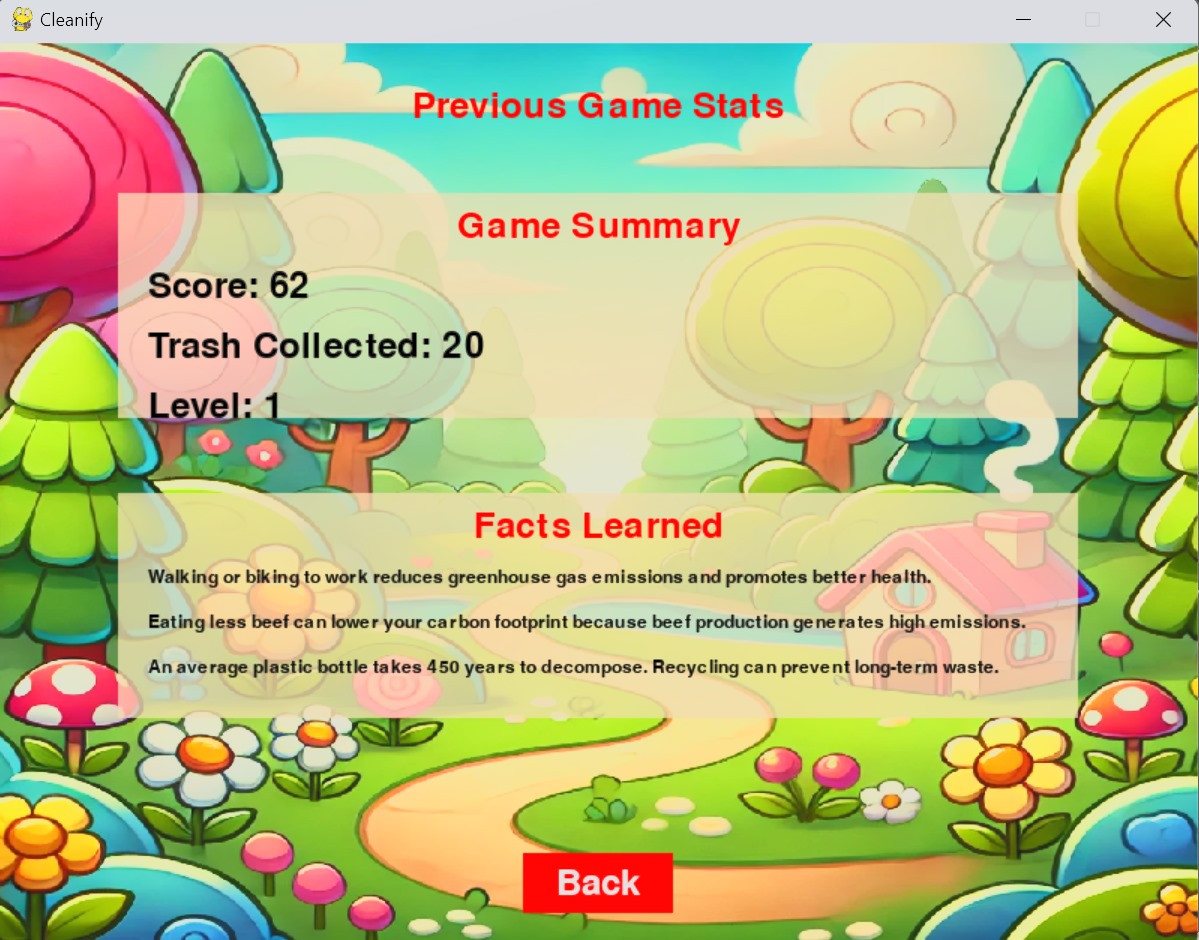 Cleanify
Previous Game Stats
Game Summary
Score: 62
Trash Collected: 20
Level: 1
Facts Learned
Walking or biking to work reduces greenhouse gas emissions and promotes better health.
Eating less beef can lower your carbon footprint because beef production generates high emissions.
An average plastic bottle takes 450 years to decompose. Recycling can prevent long-term waste.
Back